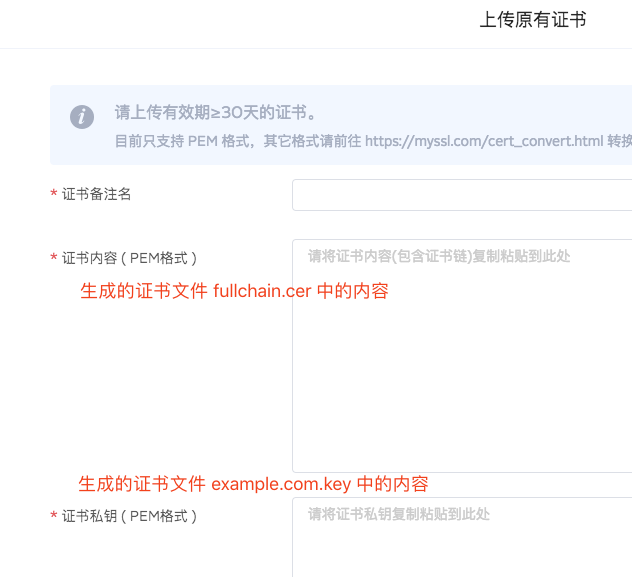 上传原有证书
请上传有效期≥30天的证书。
目前只支持 PEM 格式，其它格式请前往 https://myssl.com/cert_convert.html 转换
* 证书备注名
* 证书内容 ( PEM格式 )
请将证书内容(包含证书链)复制粘贴到此处
生成的证书文件 fullchain.cer 中的内容
生成的证书文件 example.com.key 中的内容
* 证书私钥 ( PEM格式 )
请将证书私钥复制粘贴到此处